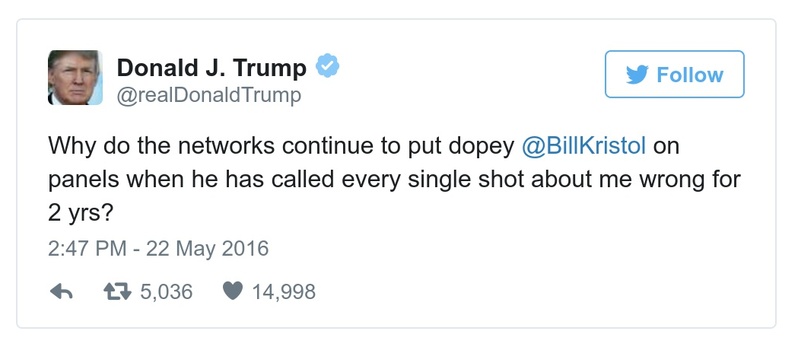 Donald J. Trump
Follow
@realDonaldTrump
Why do the networks continue to put dopey @BillKristol on
panels when he has called every single shot about me wrong for
2 yrs?
2:47 PM - 22 May 2016
5,036 14,998